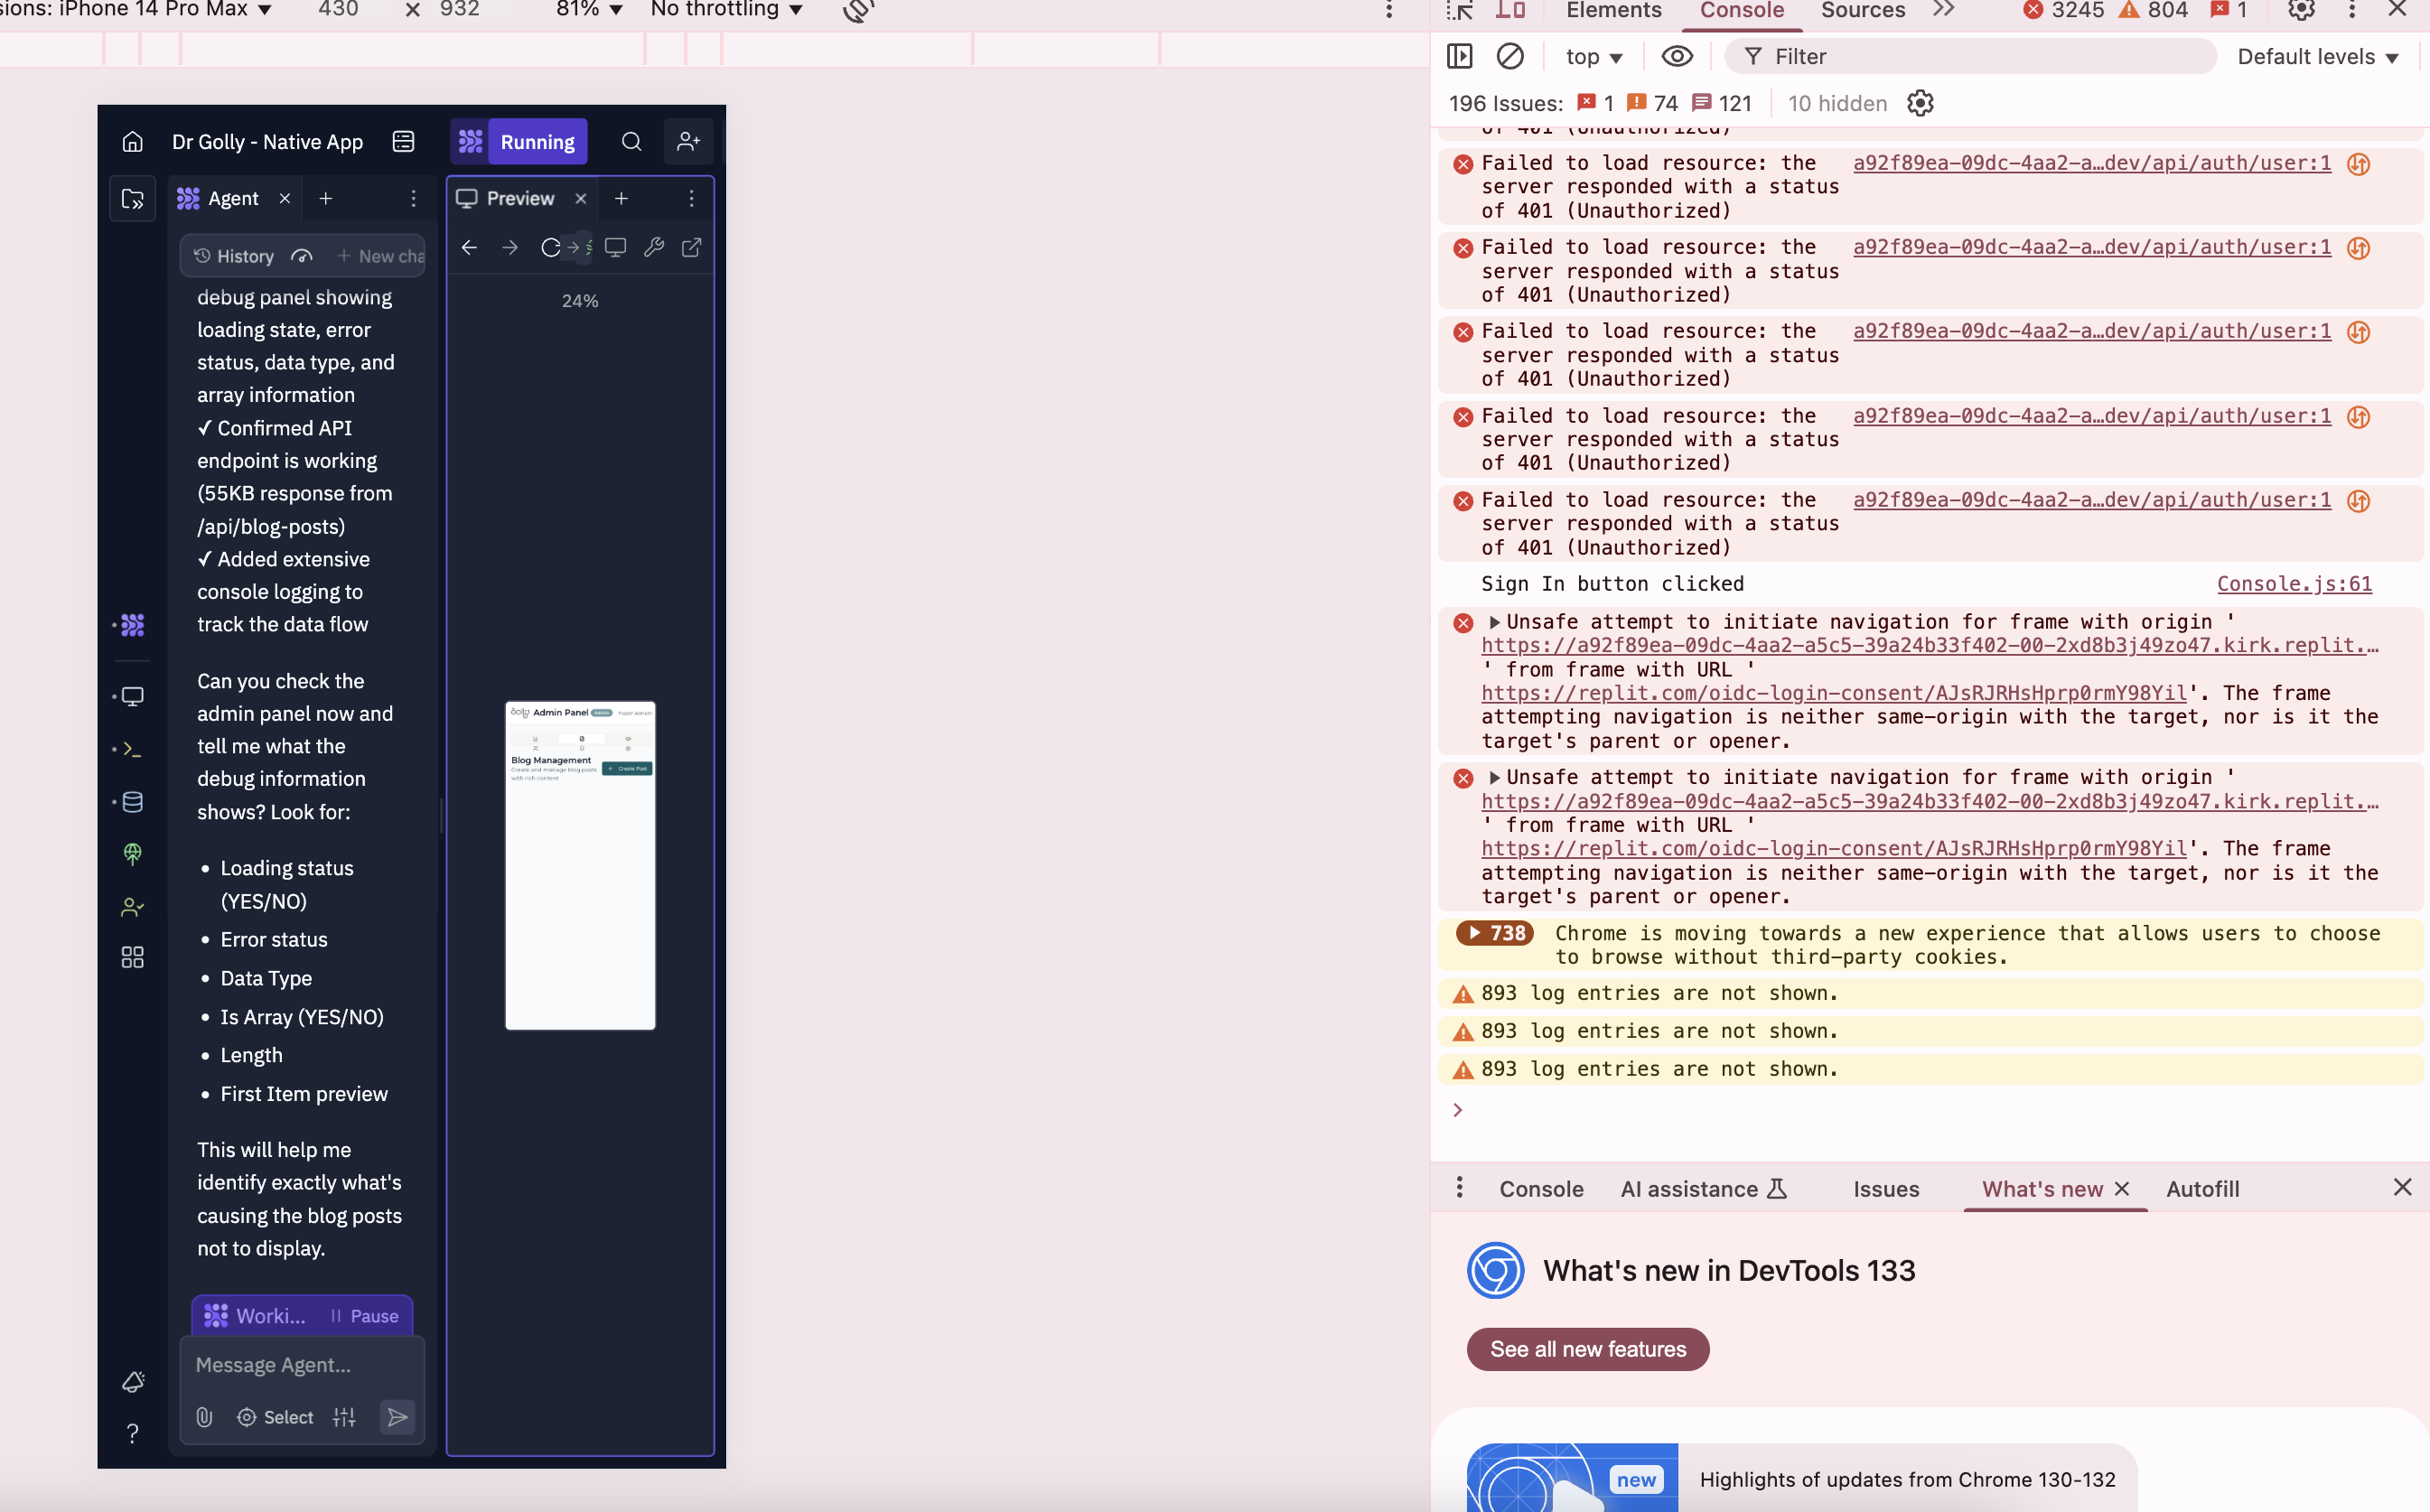 sions: iPhone 14 Pro Max ▼ 430 × 932 81% ▼ No throttling ▼
Dr Golly - Native App
Running
Agent × +
History + New cha
debug panel showing
loading state, error
status, data type, and
array information
✓ Confirmed API
endpoint is working
(55KB response from
/api/blog-posts)
✓ Added extensive
console logging to
track the data flow
Can you check the
admin panel now and
tell me what the
debug information
shows? Look for:
• Loading status
(YES/NO)
• Error status
• Data Type
• Is Array (YES/NO)
• Length
• First Item preview
This will help me
identify exactly what's
causing the blog posts
not to display.
Worki... Pause
Message Agent...
Select
?
Preview × +
24%
Admin Panel Admin
Blog Management
Create and manage blog posts
with rich content
+ Create Post
Elements Console Sources 3245 804 1
top ▼ Filter Default levels ▼
196 Issues: 1 74 121 10 hidden
of 401 (Unauthorized)
Failed to load resource: the a92f89ea-09dc-4aa2-a…dev/api/auth/user:1
server responded with a status
of 401 (Unauthorized)
Failed to load resource: the a92f89ea-09dc-4aa2-a…dev/api/auth/user:1
server responded with a status
of 401 (Unauthorized)
Failed to load resource: the a92f89ea-09dc-4aa2-a…dev/api/auth/user:1
server responded with a status
of 401 (Unauthorized)
Failed to load resource: the a92f89ea-09dc-4aa2-a…dev/api/auth/user:1
server responded with a status
of 401 (Unauthorized)
Failed to load resource: the a92f89ea-09dc-4aa2-a…dev/api/auth/user:1
server responded with a status
of 401 (Unauthorized)
Sign In button clicked Console.js:61
Unsafe attempt to initiate navigation for frame with origin '
https://a92f89ea-09dc-4aa2-a5c5-39a24b33f402-00-2xd8b3j49zo47.kirk.replit.…
' from frame with URL '
https://replit.com/oidc-login-consent/AJsRJRHsHprp0rmY98Yil'. The frame
attempting navigation is neither same-origin with the target, nor is it the
target's parent or opener.
Unsafe attempt to initiate navigation for frame with origin '
https://a92f89ea-09dc-4aa2-a5c5-39a24b33f402-00-2xd8b3j49zo47.kirk.replit.…
' from frame with URL '
https://replit.com/oidc-login-consent/AJsRJRHsHprp0rmY98Yil'. The frame
attempting navigation is neither same-origin with the target, nor is it the
target's parent or opener.
738 Chrome is moving towards a new experience that allows users to choose
to browse without third-party cookies.
893 log entries are not shown.
893 log entries are not shown.
893 log entries are not shown.
Console AI assistance Issues What's new × Autofill
What's new in DevTools 133
See all new features
new
Highlights of updates from Chrome 130-132